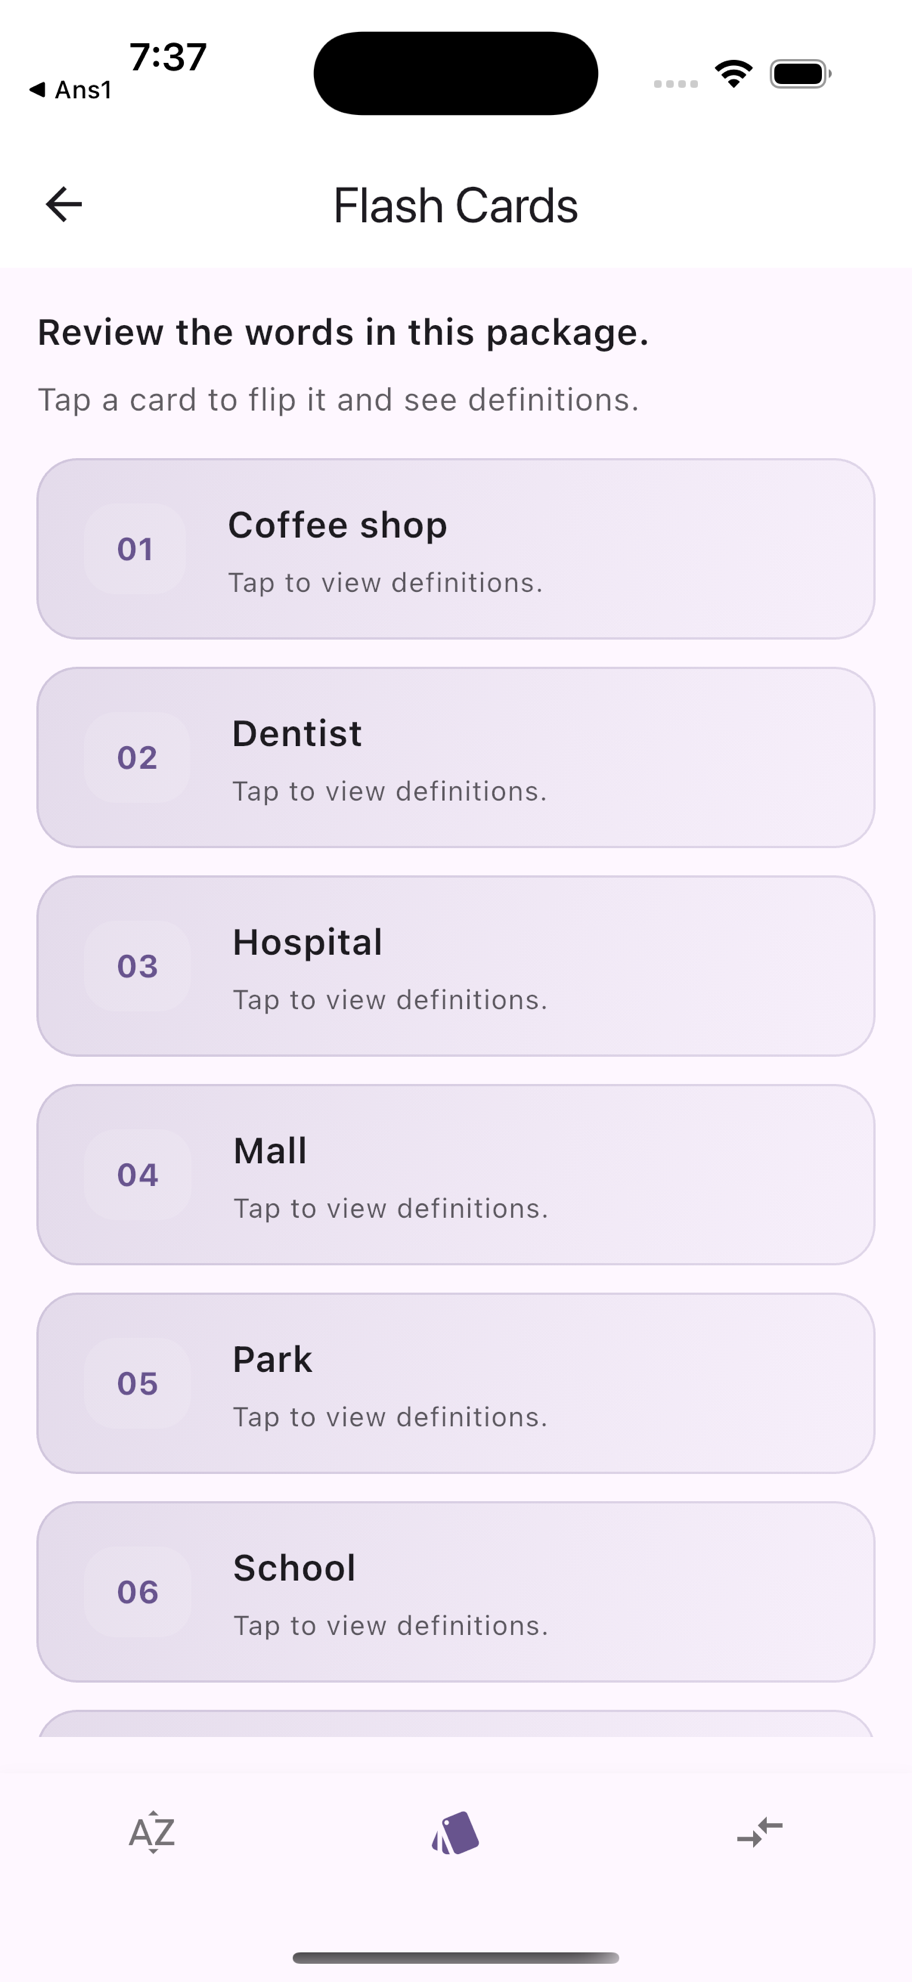 7:37
◀ Ans1
Flash Cards
Review the words in this package.
Tap a card to flip it and see definitions.
01
Coffee shop
Tap to view definitions.
02
Dentist
Tap to view definitions.
03
Hospital
Tap to view definitions.
04
Mall
Tap to view definitions.
05
Park
Tap to view definitions.
06
School
Tap to view definitions.
AZ